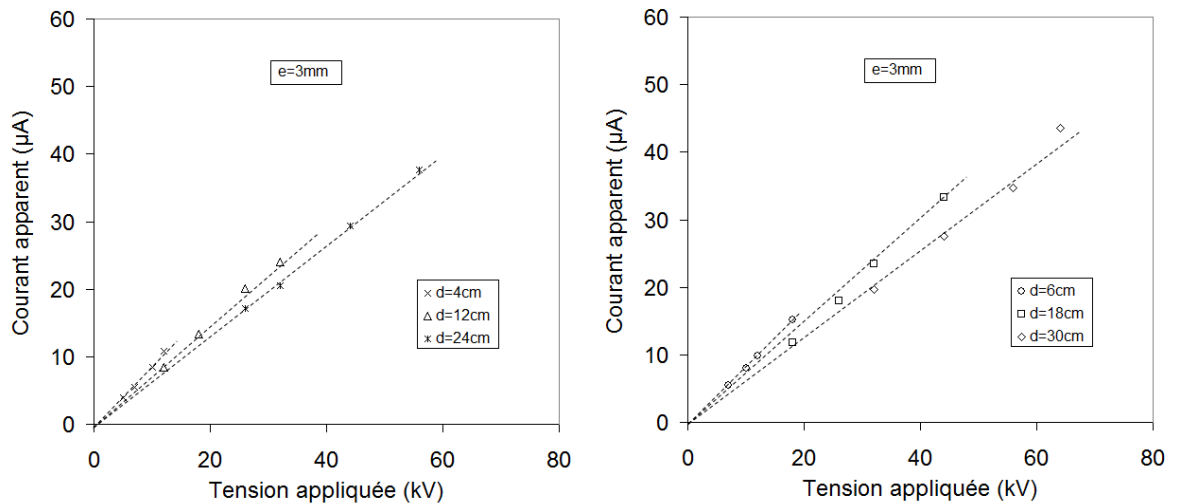 60
50
40
30
20
10
0
Courant apparent (µA)
e=3mm
d=4cm
d=12cm
d=24cm
0 20 40 60 80
Tension appliquée (kV)
60
50
40
30
20
10
0
Courant apparent (µA)
e=3mm
d=6cm
d=18cm
d=30cm
0 20 40 60 80
Tension appliquée (kV)